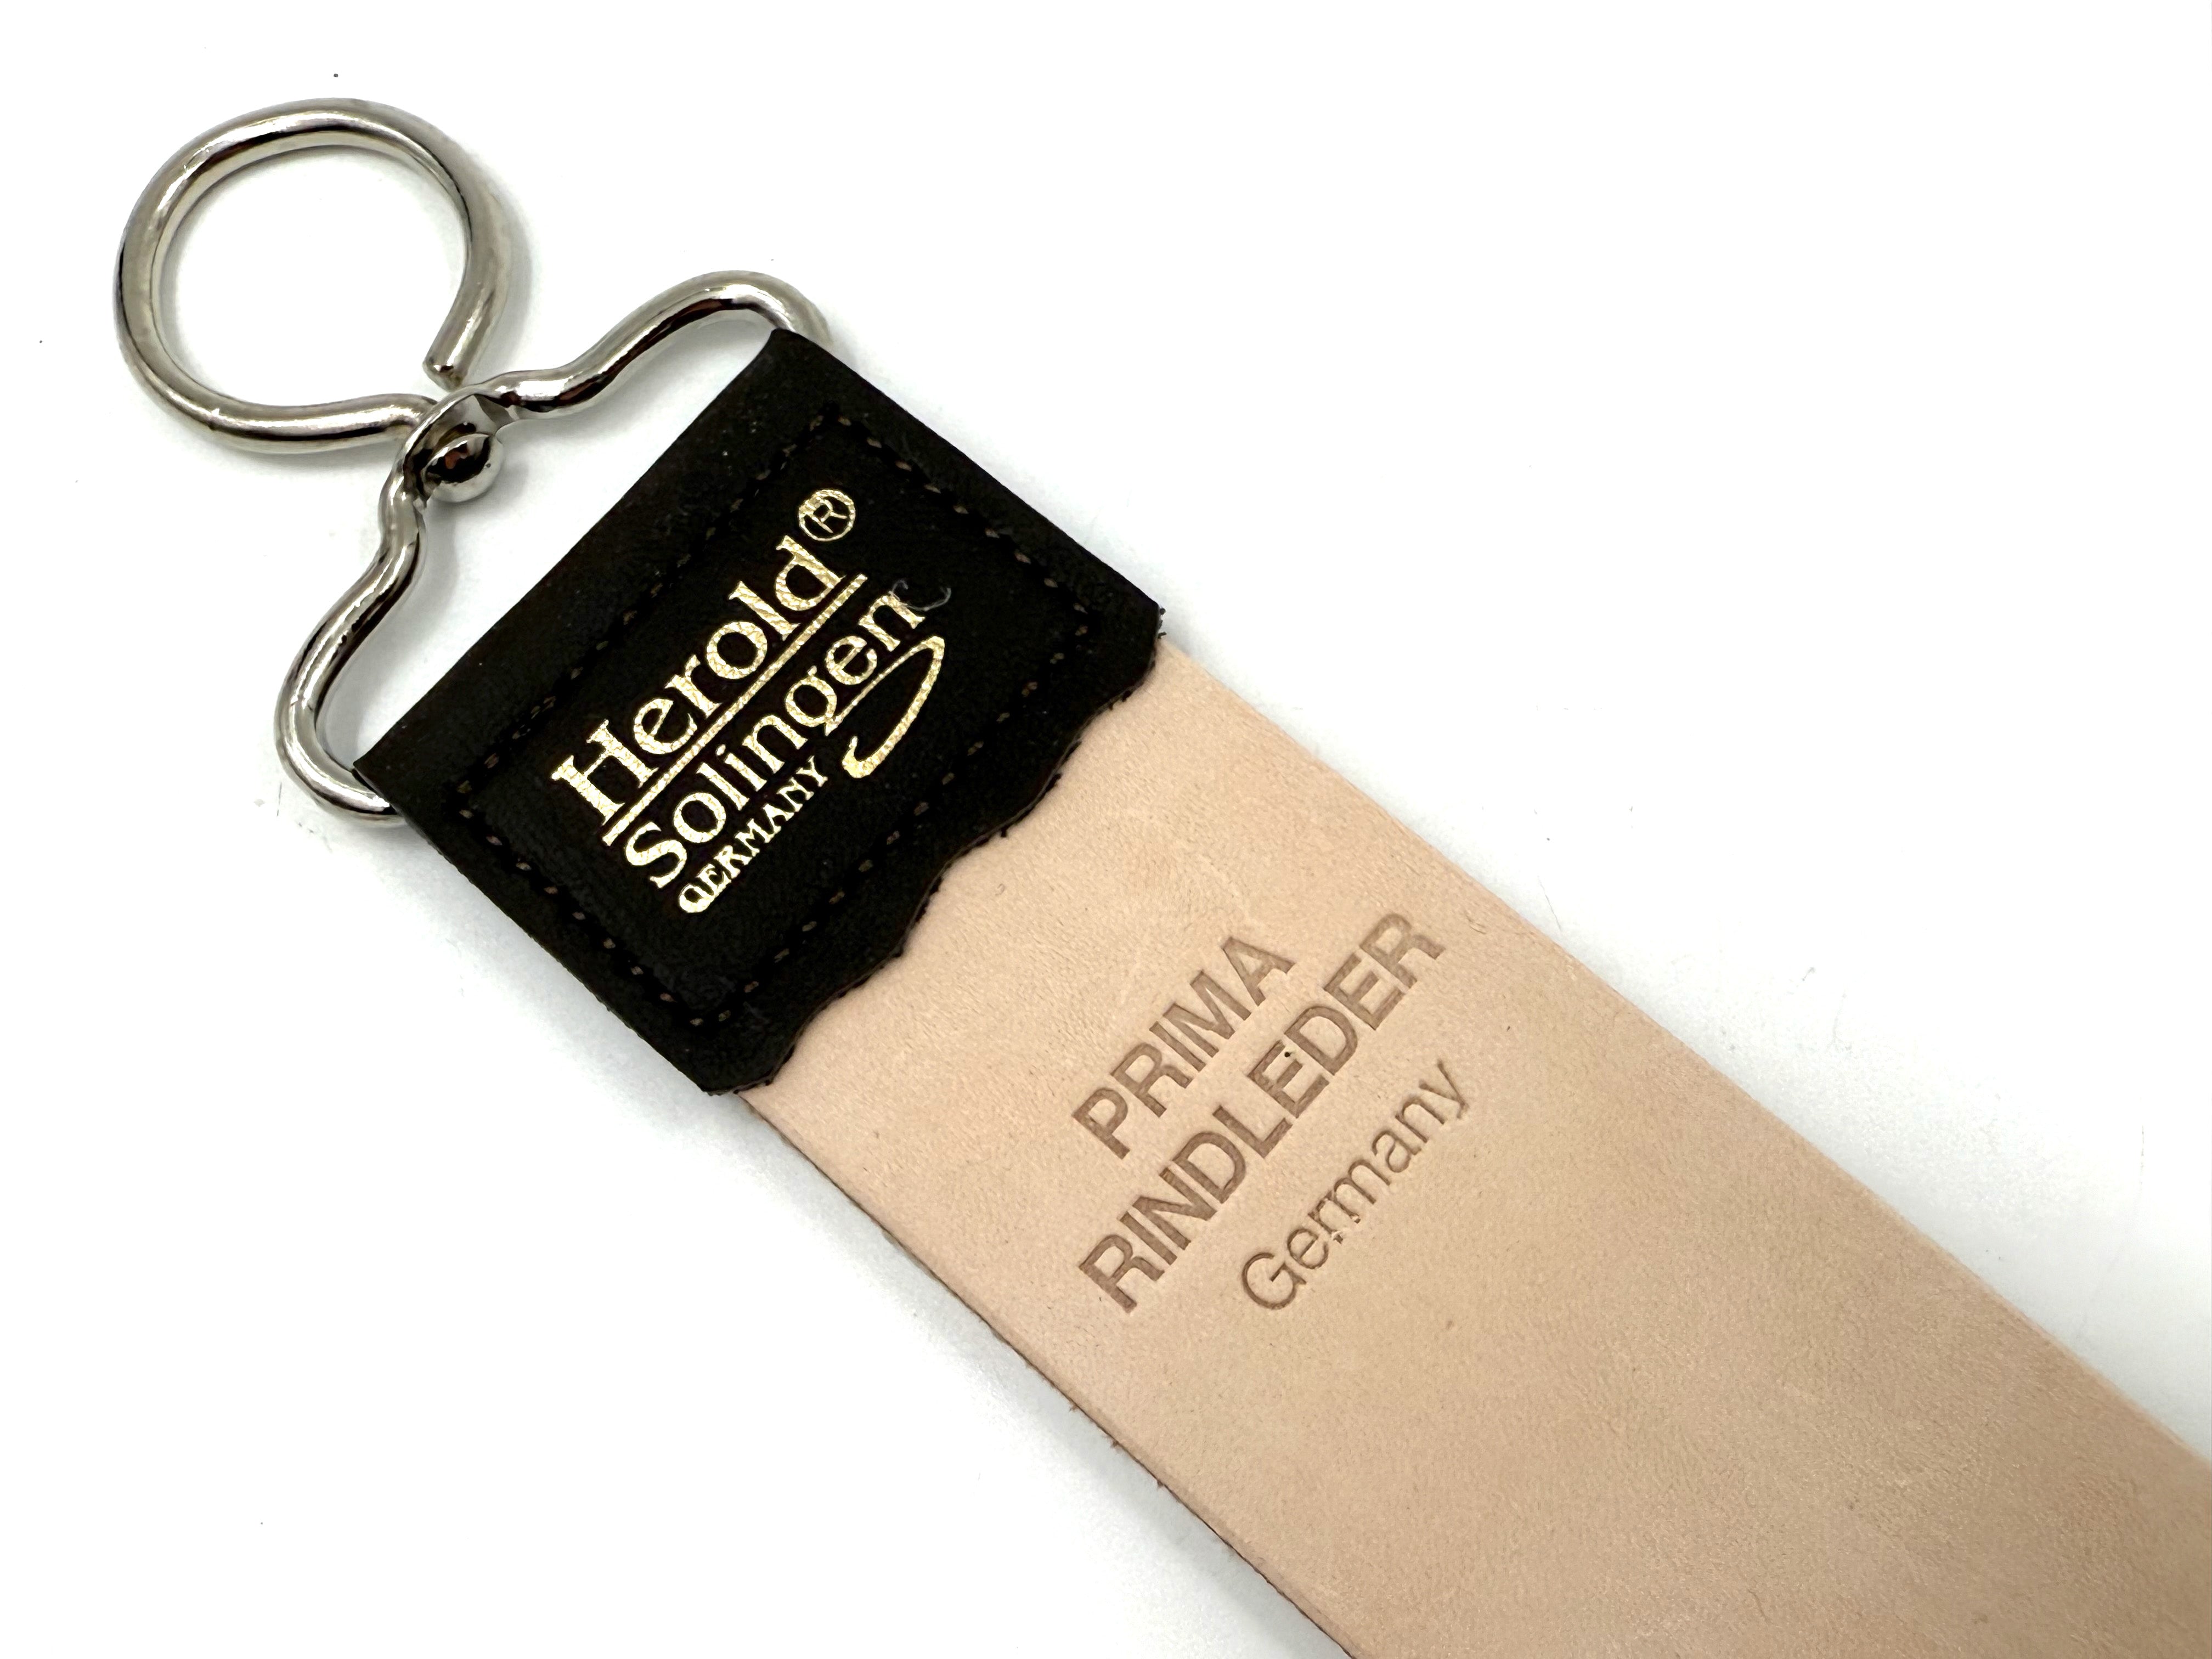 Herold®
Solingen
GERMANY
PRIMA
RINDLEDER
Germany